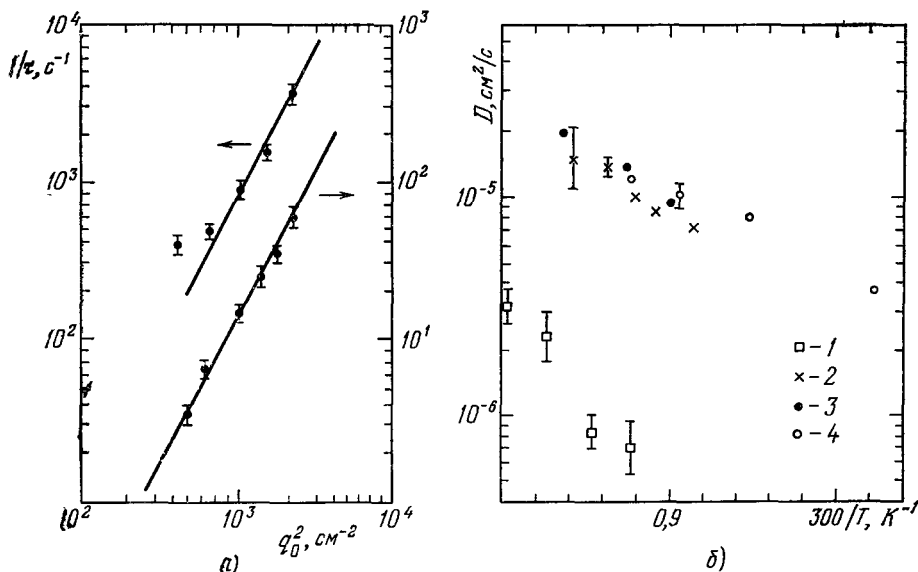 10⁴
1/τ, с⁻¹
10³
10²
10³
10²
10¹
10²
10³
10⁴
q₀², см⁻²
а)
D, см²/с
10⁻⁵
10⁻⁶
□ – 1
× – 2
● – 3
○ – 4
0,9
300/T, К⁻¹
б)